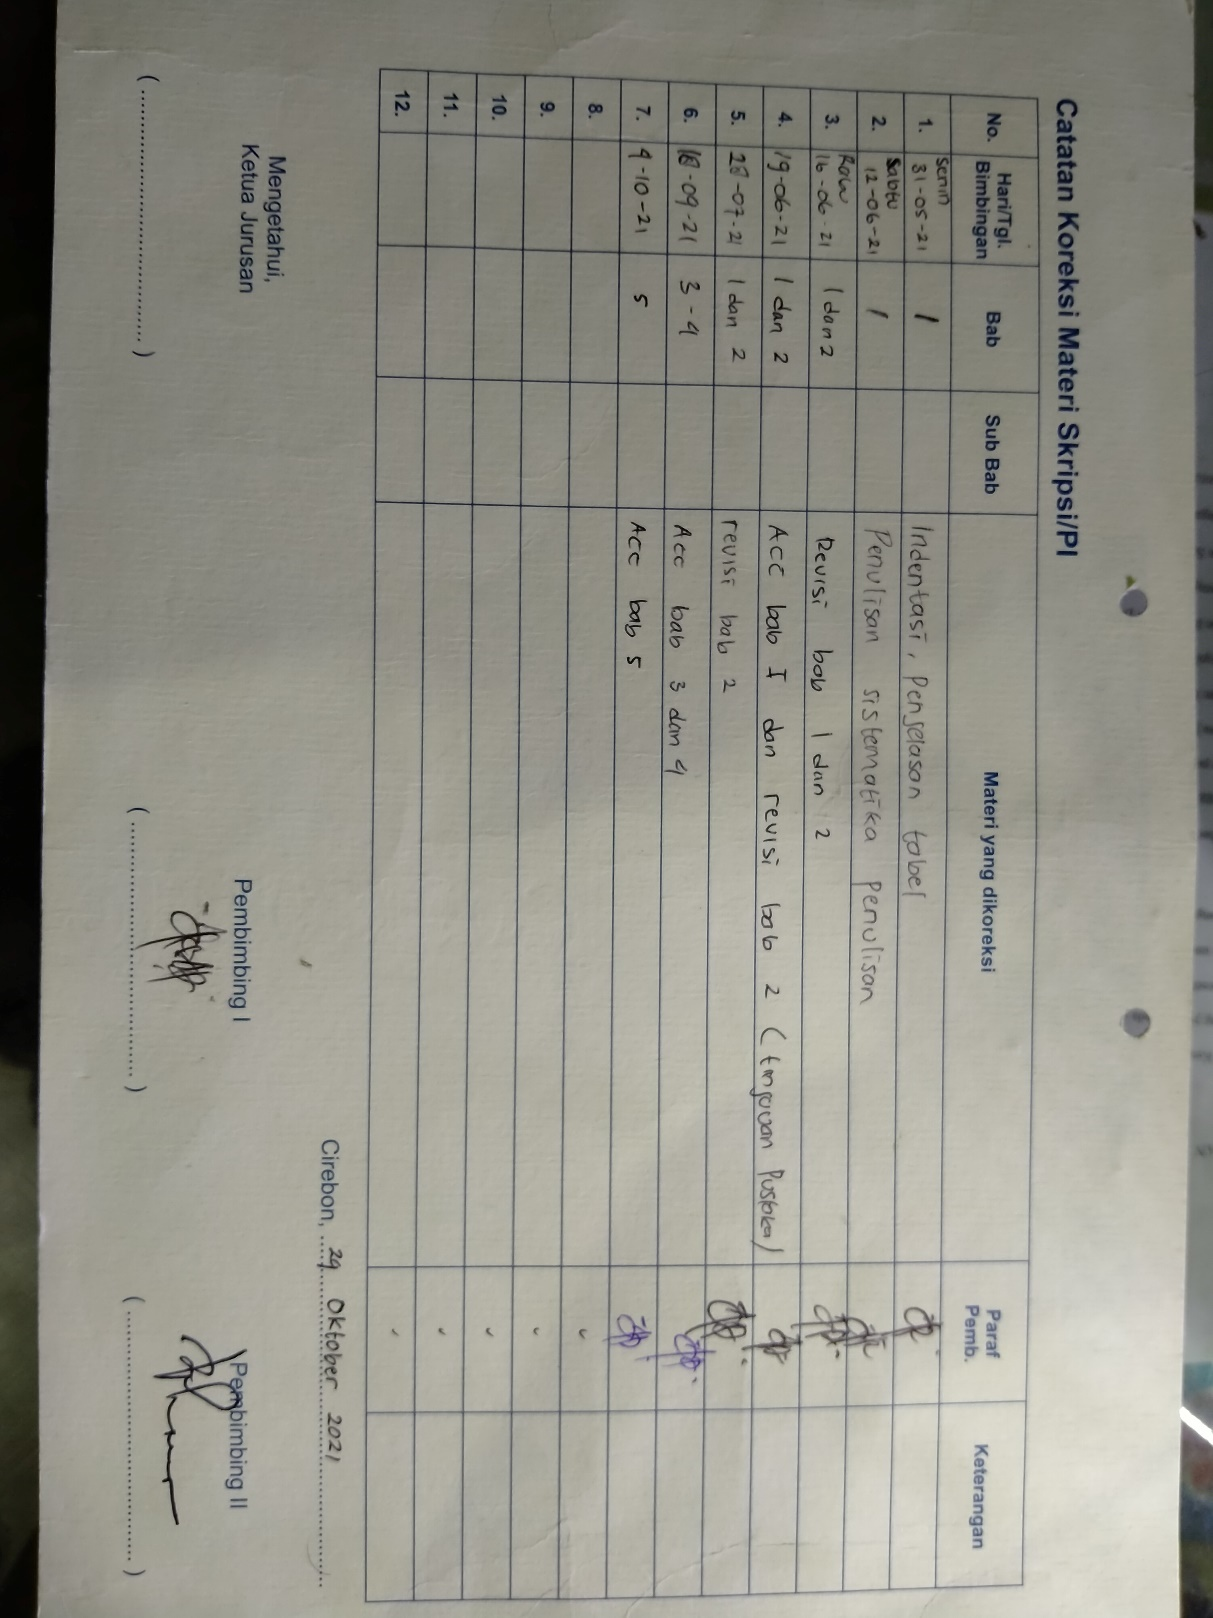 Catatan Koreksi Materi Skripsi/PI
No. Hari/Tgl. Bimbingan Bab Sub Bab Materi yang dikoreksi Paraf Pemb. Keterangan
1. Senin 31-05-21 1 Indentasi, Penjelasan tabel
2. Sabtu 12-06-21 1 Penulisan sistematika penulisan
3. Rabu 16-06-21 1 dan 2 Revisi bab 1 dan 2
4. 19-06-21 1 dan 2 Acc bab I dan revisi bab 2 (tinjauan Pustaka)
5. 28-07-21 1 dan 2 revisi bab 2
6. 18-09-21 3-4 Acc bab 3 dan 4
7. 9-10-21 5 Acc bab 5
8.
9.
10.
11.
12.
Cirebon, 29 Oktober 2021
Mengetahui,
Ketua Jurusan
Pembimbing I
Pembimbing II
(..............................)
(..............................)
(..............................)